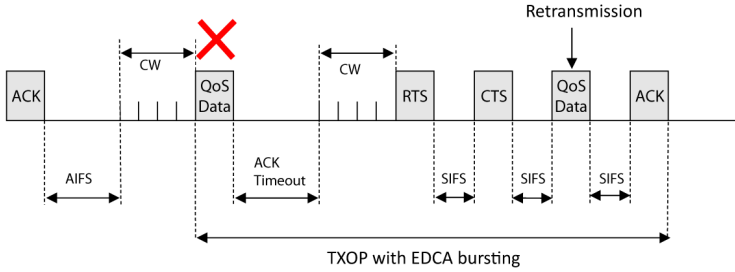 Retransmission
CW
CW
ACK
QoS
Data
RTS
CTS
QoS
Data
ACK
AIFS
ACK
Timeout
SIFS
SIFS
SIFS
TXOP with EDCA bursting